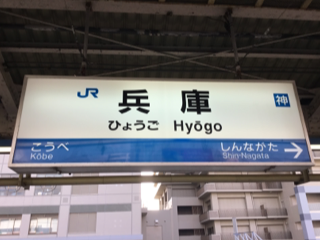 JR 兵庫 神
ひょうご Hyōgo
こうべ しんなかた →
Kōbe Shin-Nagata